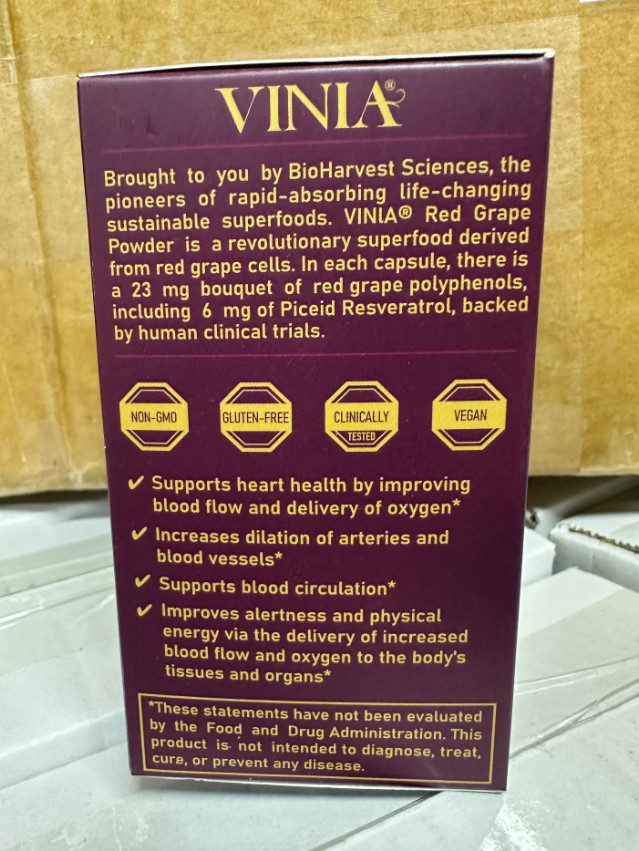 VINIA®
Brought to you by BioHarvest Sciences, the
pioneers of rapid-absorbing life-changing
sustainable superfoods. VINIA® Red Grape
Powder is a revolutionary superfood derived
from red grape cells. In each capsule, there is
a 23 mg bouquet of red grape polyphenols,
including 6 mg of Piceid Resveratrol, backed
by human clinical trials.
NON-GMO
GLUTEN-FREE
CLINICALLY
TESTED
VEGAN
✔ Supports heart health by improving
blood flow and delivery of oxygen*
✔ Increases dilation of arteries and
blood vessels*
✔ Supports blood circulation*
✔ Improves alertness and physical
energy via the delivery of increased
blood flow and oxygen to the body's
tissues and organs*
*These statements have not been evaluated
by the Food and Drug Administration. This
product is not intended to diagnose, treat,
cure, or prevent any disease.